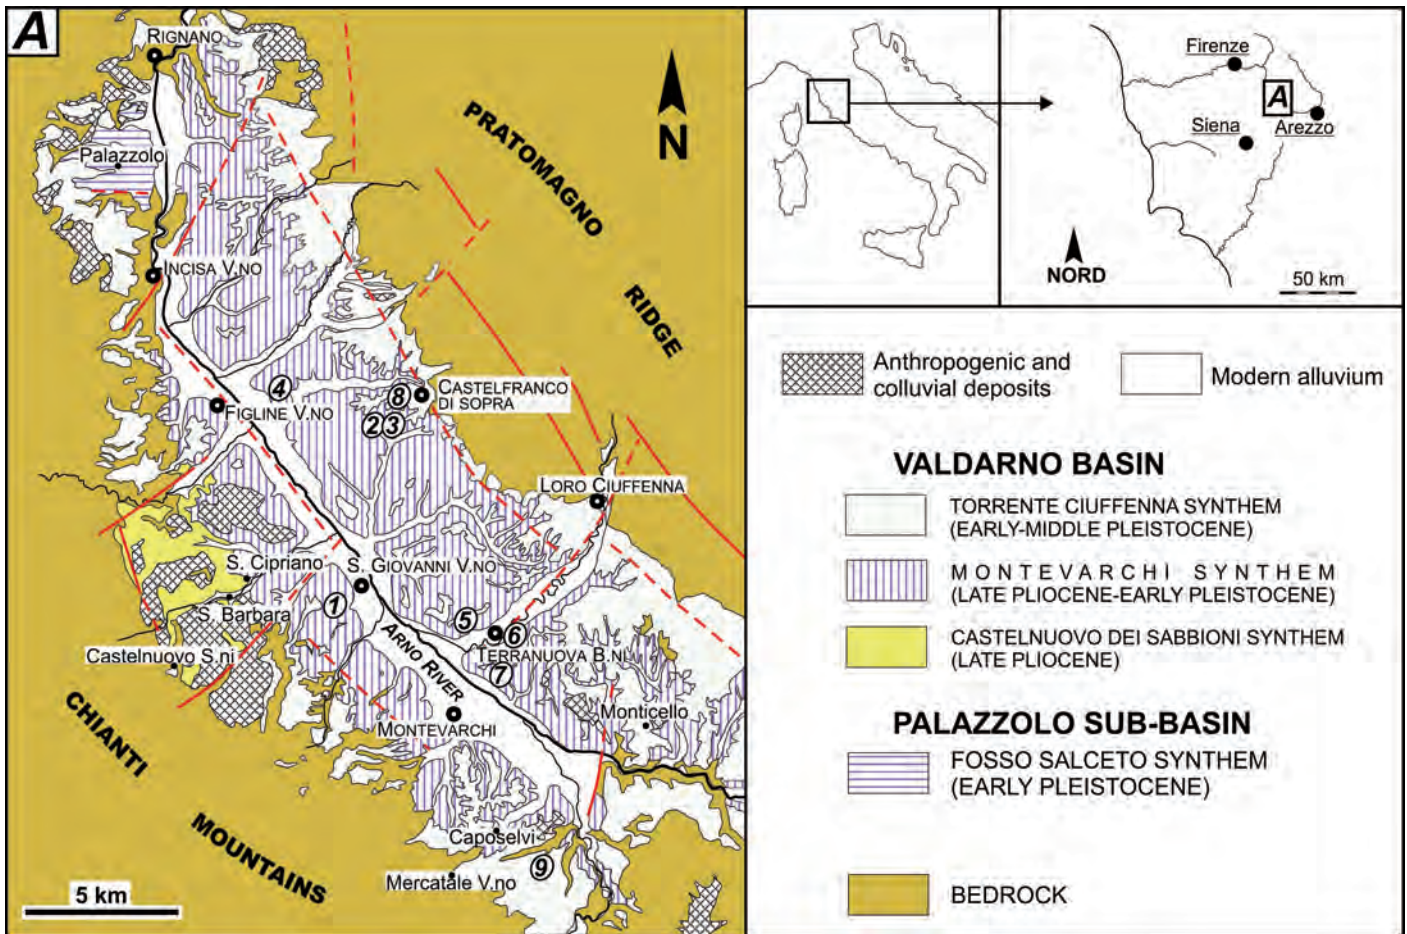 A
RIGNANO
Palazzolo
INCISA V.NO
PRATOMAGNO
RIDGE
N
4
8
CASTELFRANCO
DI SOPRA
2 3
FIGLINE V.NO
LORO CIUFFENNA
S. Cipriano
S. GIOVANNI V.NO
S. Barbara
1
5
6
Castelnuovo S.ni
TERRANUOVA B.NI
7
ARNO RIVER
Monticello
MONTEVARCHI
CHIANTI
MOUNTAINS
Caposelvi
9
Mercatale V.no
5 km
Firenze
A
Siena
Arezzo
NORD
50 km
Anthropogenic and
colluvial deposits
Modern alluvium
VALDARNO BASIN
TORRENTE CIUFFENNA SYNTHEM
(EARLY-MIDDLE PLEISTOCENE)
MONTEVARCHI SYNTHEM
(LATE PLIOCENE-EARLY PLEISTOCENE)
CASTELNUOVO DEI SABBIONI SYNTHEM
(LATE PLIOCENE)
PALAZZOLO SUB-BASIN
FOSSO SALCETO SYNTHEM
(EARLY PLEISTOCENE)
BEDROCK